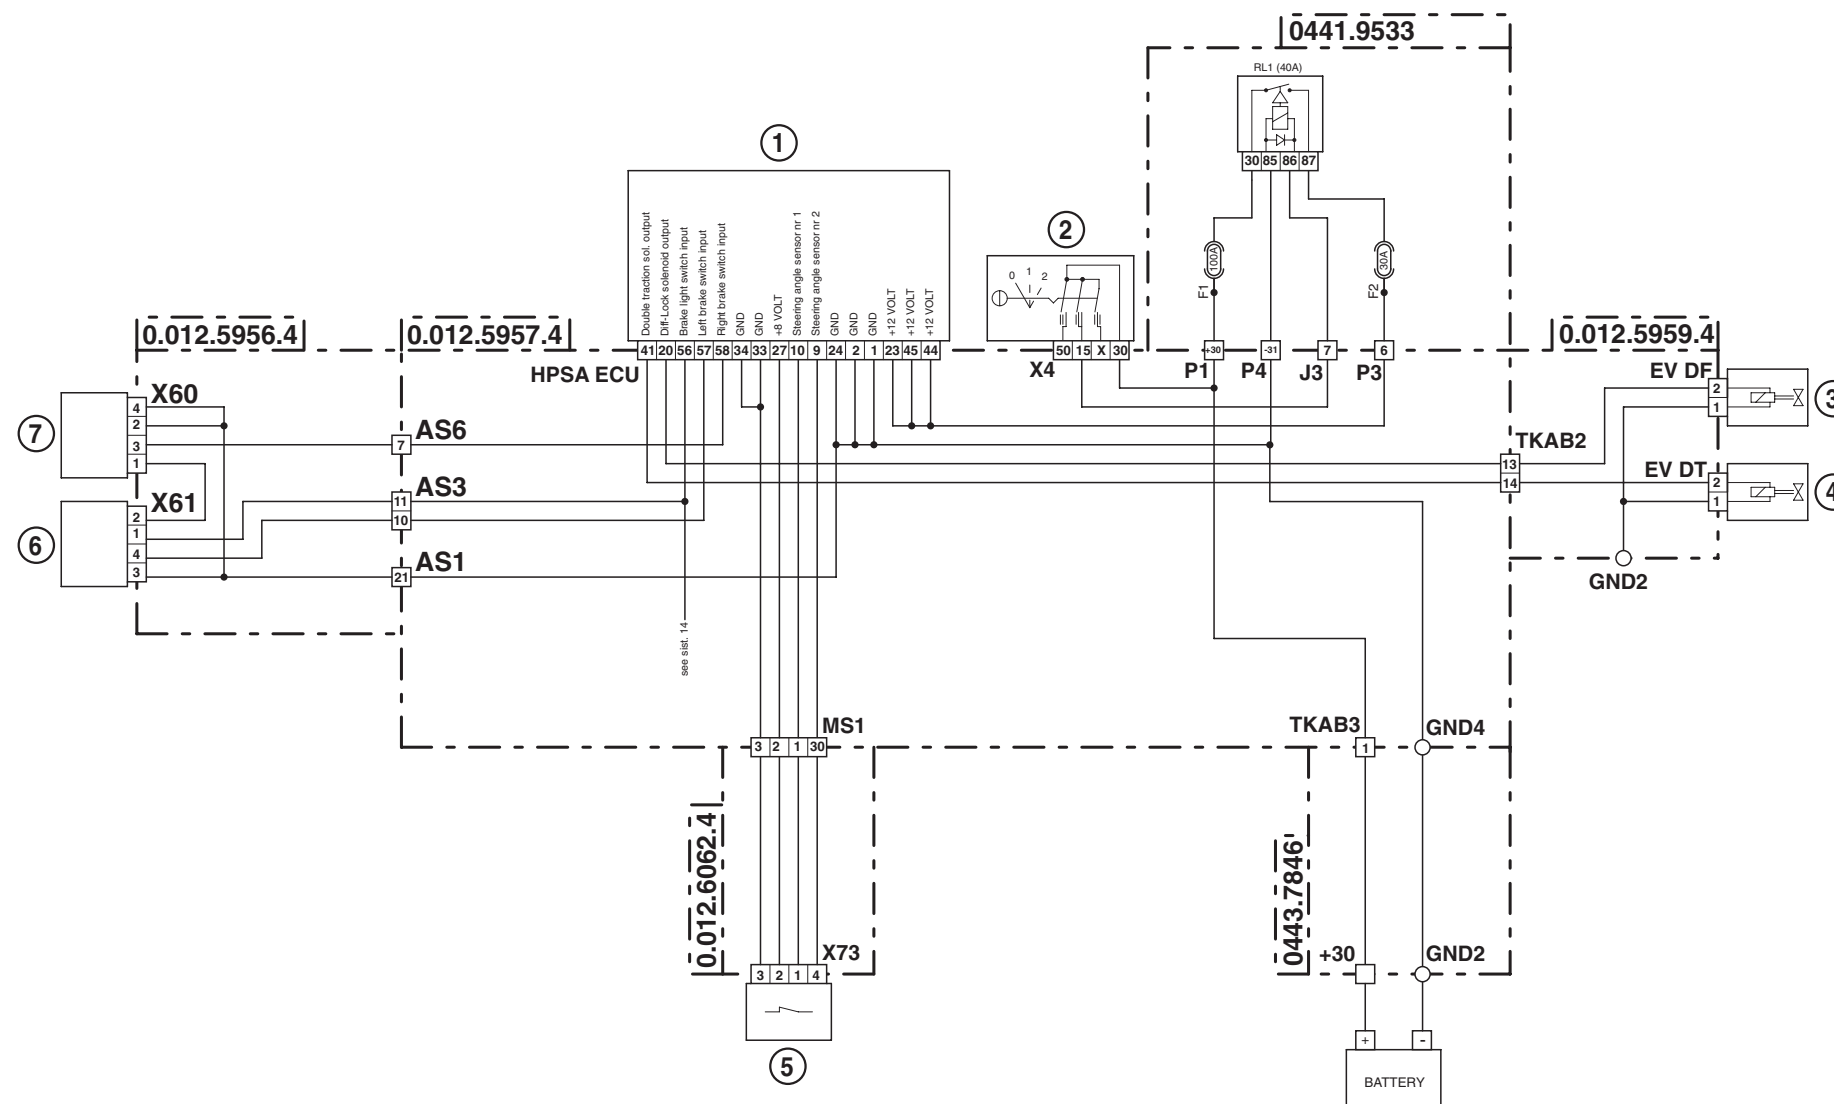 0441.9533
RL1 (40A)
30 85 86 87
1
2
Double traction sol. output
Diff-Lock solenoid output
Brake light switch input
Left brake switch input
Right brake switch input
GND
GND
+8 VOLT
Steering angle sensor nr 1
Steering angle sensor nr 2
GND
GND
GND
+12 VOLT
+12 VOLT
+12 VOLT
0 1 2
100A
F1
30A
F2
0.012.5956.4
0.012.5957.4
0.012.5959.4
41 20 56 57 58 34 33 27 10 9 24 2 1 23 45 44
HPSA ECU
50 15 X 30
X4
+30
P1
-31
P4
7
J3
6
P3
EV DF
2
1
3
X60
4
2
3
1
7
7
AS6
TKAB2
13
14
EV DT
2
1
4
X61
2
1
4
3
6
11
AS3
10
21
AS1
GND2
see sist. 14
MS1
3 2 1 30
TKAB3
1
GND4
0.012.6062.4
0443.7846
X73
3 2 1 4
+30
GND2
5
+ -
BATTERY